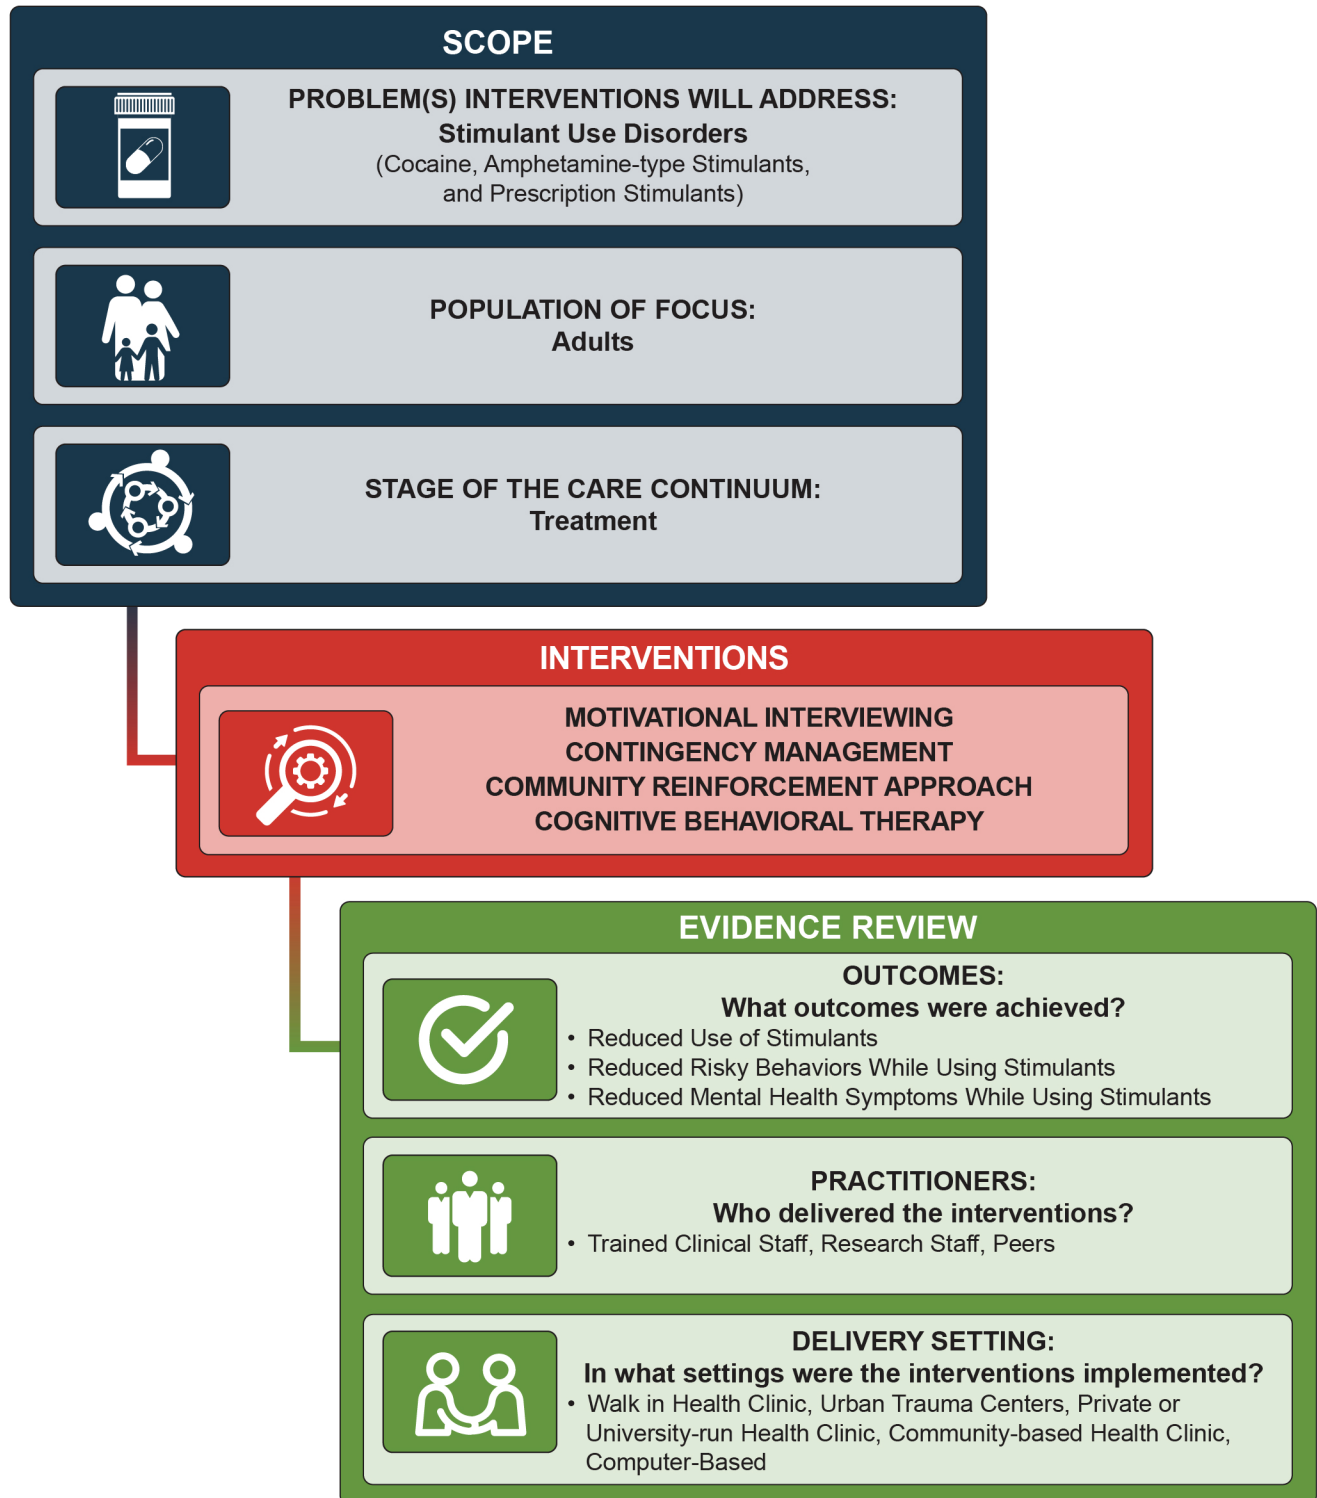 SCOPE
PROBLEM(S) INTERVENTIONS WILL ADDRESS:
Stimulant Use Disorders
(Cocaine, Amphetamine-type Stimulants,
and Prescription Stimulants)
POPULATION OF FOCUS:
Adults
STAGE OF THE CARE CONTINUUM:
Treatment
INTERVENTIONS
MOTIVATIONAL INTERVIEWING
CONTINGENCY MANAGEMENT
COMMUNITY REINFORCEMENT APPROACH
COGNITIVE BEHAVIORAL THERAPY
EVIDENCE REVIEW
OUTCOMES:
What outcomes were achieved?
• Reduced Use of Stimulants
• Reduced Risky Behaviors While Using Stimulants
• Reduced Mental Health Symptoms While Using Stimulants
PRACTITIONERS:
Who delivered the interventions?
• Trained Clinical Staff, Research Staff, Peers
DELIVERY SETTING:
In what settings were the interventions implemented?
• Walk in Health Clinic, Urban Trauma Centers, Private or
University-run Health Clinic, Community-based Health Clinic,
Computer-Based